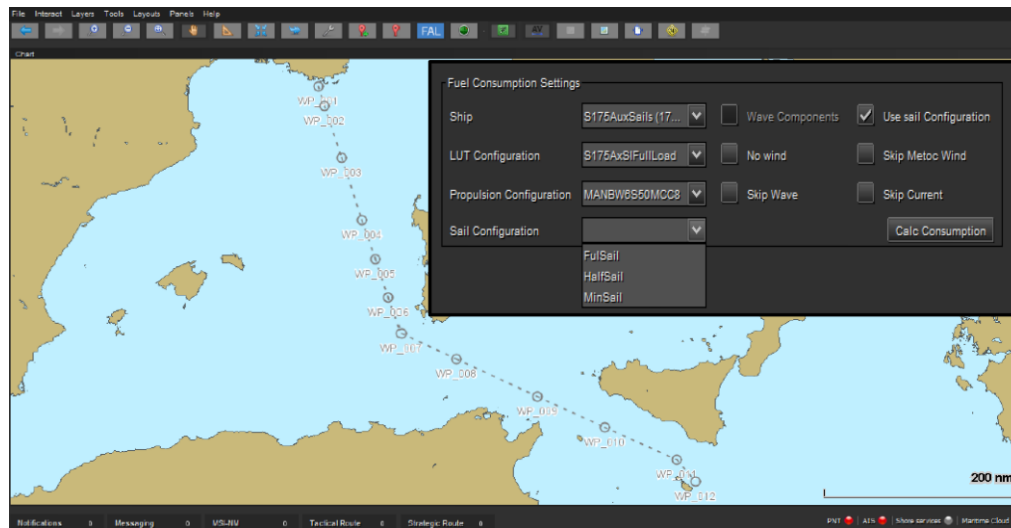 File Interact Layers Tools Layouts Panels Help
FAL
Chart
Fuel Consumption Settings
Ship S175AuxSails (17... Wave Components Use sail Configuration
LUT Configuration S175AxSlFullLoad No wind Skip Metoc Wind
Propulsion Configuration MANBW6S50MCC8 Skip Wave Skip Current
Sail Configuration Calc Consumption
FulSail
HalfSail
MinSail
WP_001
WP_002
WP_003
WP_004
WP_005
WP_006
WP_007
WP_008
WP_009
WP_010
WP_011
WP_012
200 nm
Notifications 0 Messaging 0 MSI-NM 0 Tactical Route 0 Strategic Route 0 PNT AIS Show services Maritime Cloud